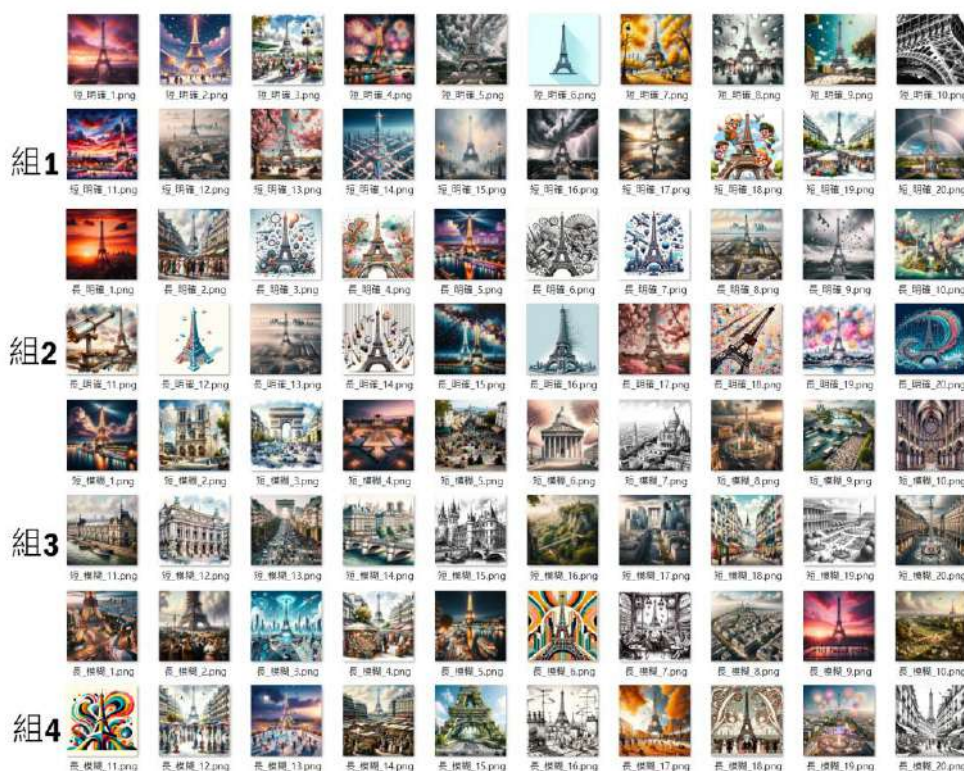 短_明確_1.png 短_明確_2.png 短_明確_3.png 短_明確_4.png 短_明確_5.png 短_明確_6.png 短_明確_7.png 短_明確_8.png 短_明確_9.png 短_明確_10.png
組1
短_明確_11.png 短_明確_12.png 短_明確_13.png 短_明確_14.png 短_明確_15.png 短_明確_16.png 短_明確_17.png 短_明確_18.png 短_明確_19.png 短_明確_20.png
長_明確_1.png 長_明確_2.png 長_明確_3.png 長_明確_4.png 長_明確_5.png 長_明確_6.png 長_明確_7.png 長_明確_8.png 長_明確_9.png 長_明確_10.png
組2
長_明確_11.png 長_明確_12.png 長_明確_13.png 長_明確_14.png 長_明確_15.png 長_明確_16.png 長_明確_17.png 長_明確_18.png 長_明確_19.png 長_明確_20.png
短_模糊_1.png 短_模糊_2.png 短_模糊_3.png 短_模糊_4.png 短_模糊_5.png 短_模糊_6.png 短_模糊_7.png 短_模糊_8.png 短_模糊_9.png 短_模糊_10.png
組3
短_模糊_11.png 短_模糊_12.png 短_模糊_13.png 短_模糊_14.png 短_模糊_15.png 短_模糊_16.png 短_模糊_17.png 短_模糊_18.png 短_模糊_19.png 短_模糊_20.png
長_模糊_1.png 長_模糊_2.png 長_模糊_3.png 長_模糊_4.png 長_模糊_5.png 長_模糊_6.png 長_模糊_7.png 長_模糊_8.png 長_模糊_9.png 長_模糊_10.png
組4
長_模糊_11.png 長_模糊_12.png 長_模糊_13.png 長_模糊_14.png 長_模糊_15.png 長_模糊_16.png 長_模糊_17.png 長_模糊_18.png 長_模糊_19.png 長_模糊_20.png